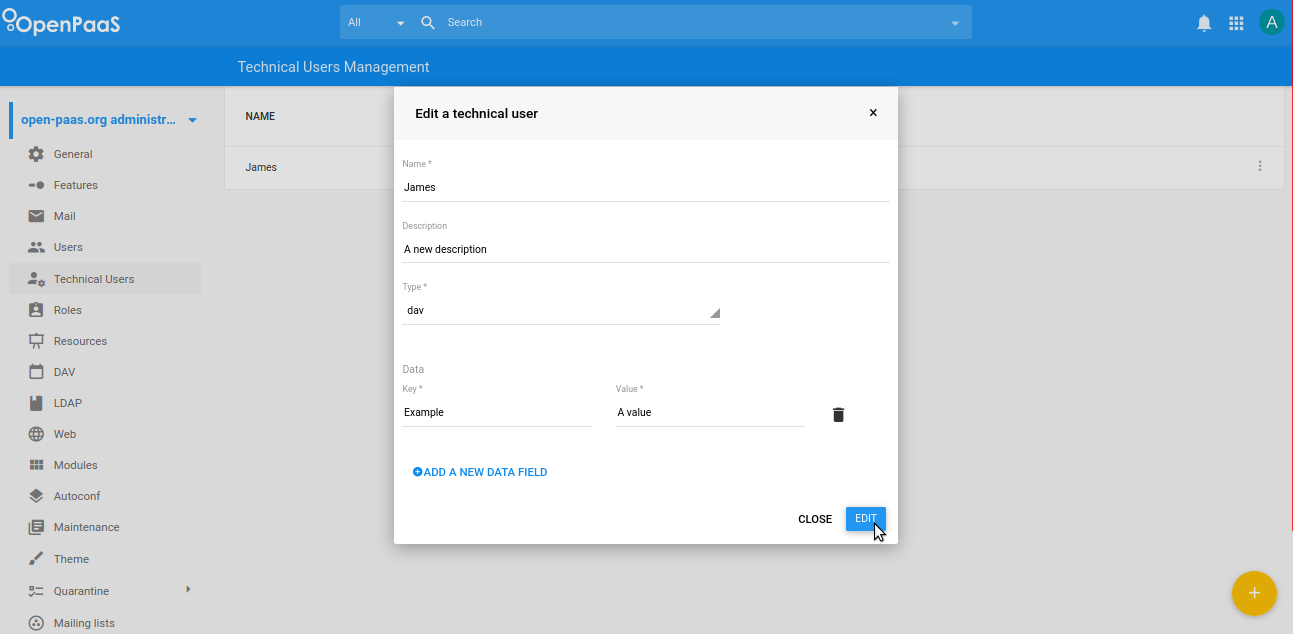 OpenPaaS
All
Search
A
Technical Users Management
open-paas.org administr...
General
Features
Mail
Users
Technical Users
Roles
Resources
DAV
LDAP
Web
Modules
Autoconf
Maintenance
Theme
Quarantine
Mailing lists
NAME
James
Edit a technical user
×
Name *
James
Description
A new description
Type *
dav
Data
Key * Value *
Example A value
ADD A NEW DATA FIELD
CLOSE EDIT